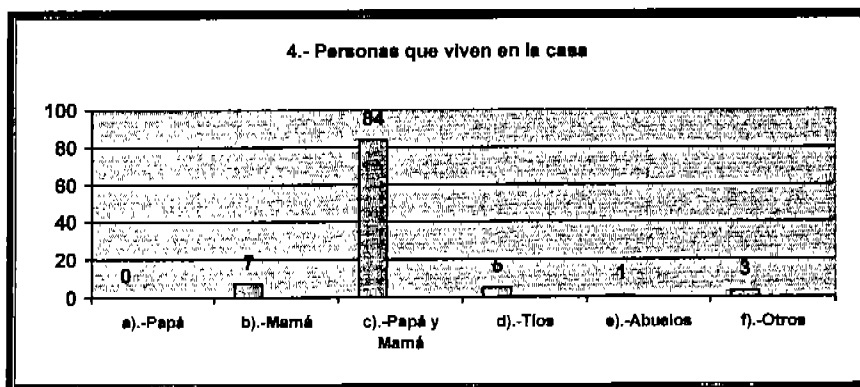 4.- Personas que viven en la casa
100
80
60
40
20
0
0
7
84
1
3
a).-Papá
b).-Mamá
c).-Papá y
Mamá
d).-Tíos
e).-Abuelos
f).-Otros